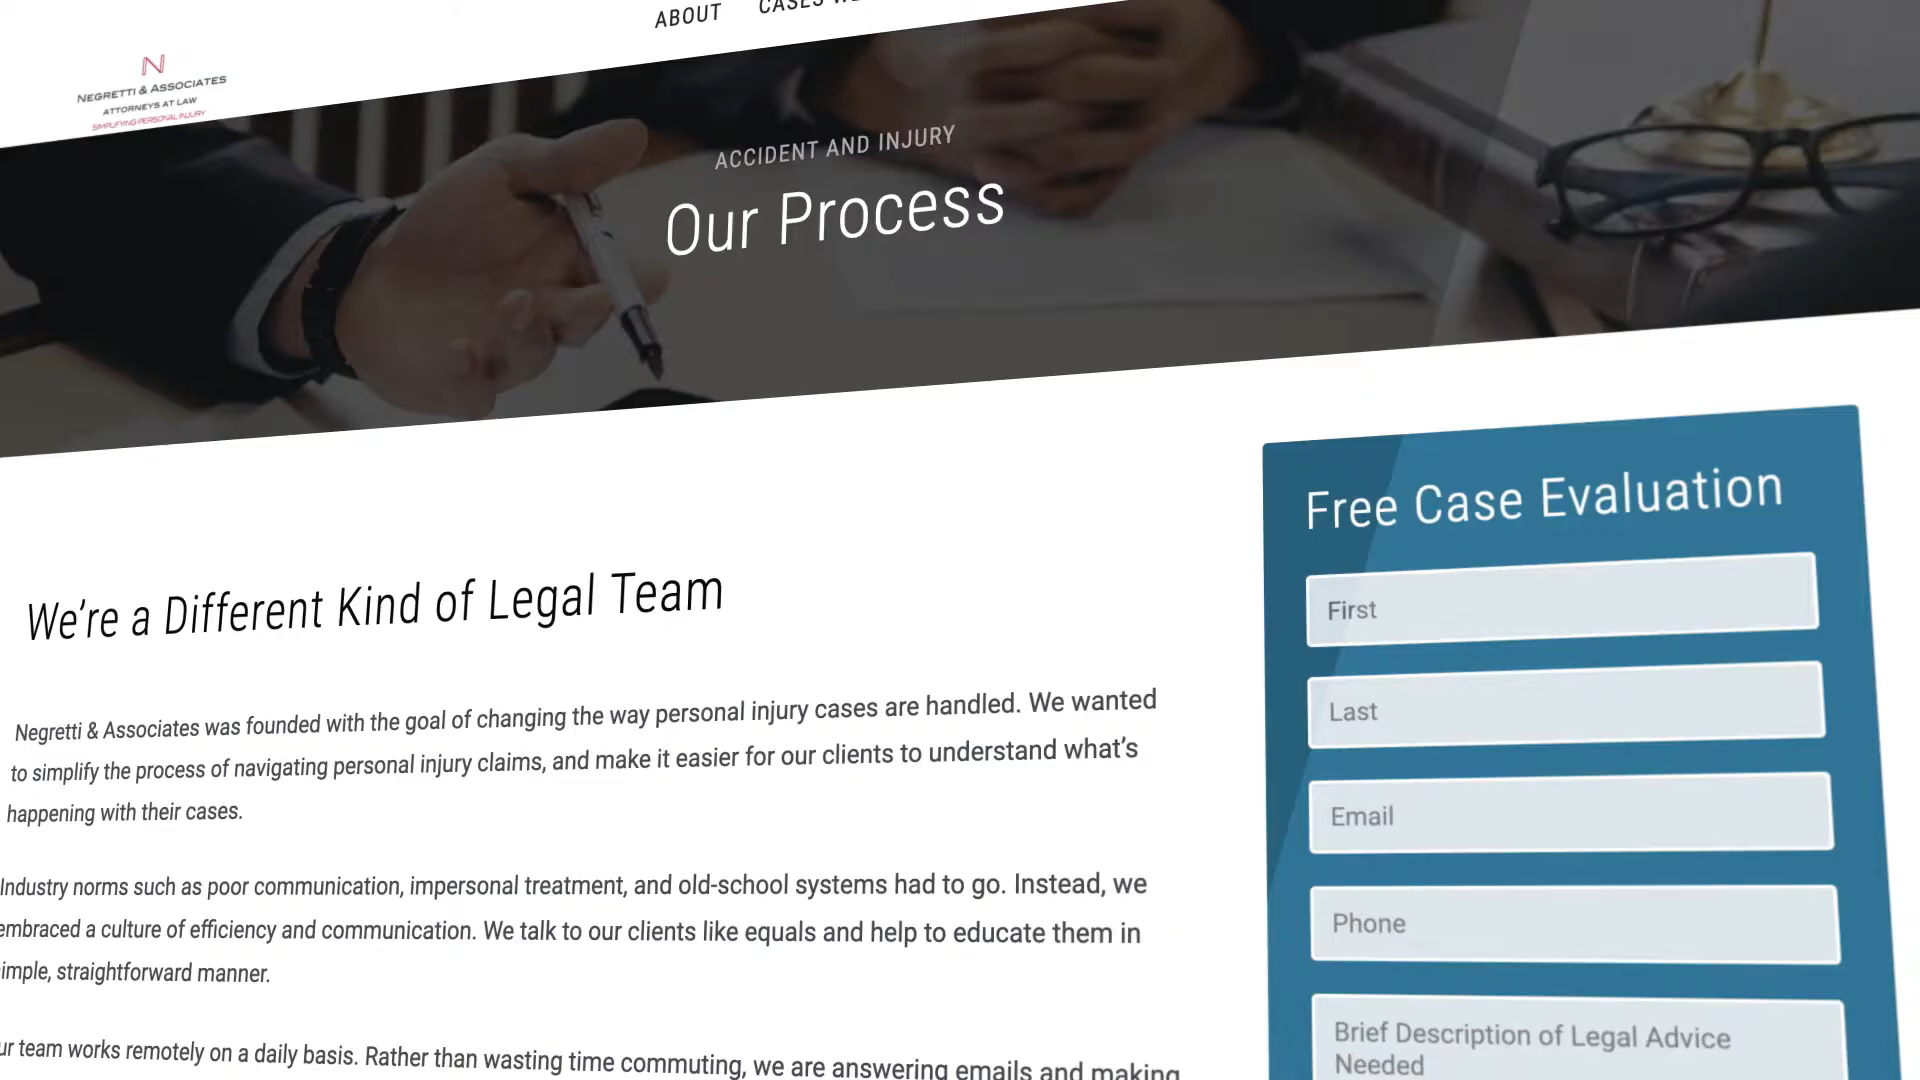 ABOUT
CASES
N
NEGRETTI & ASSOCIATES
ATTORNEYS AT LAW
SIMPLIFYING PERSONAL INJURY
ACCIDENT AND INJURY
Our Process
We’re a Different Kind of Legal Team
Negretti & Associates was founded with the goal of changing the way personal injury cases are handled. We wanted
to simplify the process of navigating personal injury claims, and make it easier for our clients to understand what’s
happening with their cases.
Industry norms such as poor communication, impersonal treatment, and old-school systems had to go. Instead, we
embraced a culture of efficiency and communication. We talk to our clients like equals and help to educate them in
imple, straightforward manner.
ur team works remotely on a daily basis. Rather than wasting time commuting, we are answering emails and making
Free Case Evaluation
First
Last
Email
Phone
Brief Description of Legal Advice
Needed